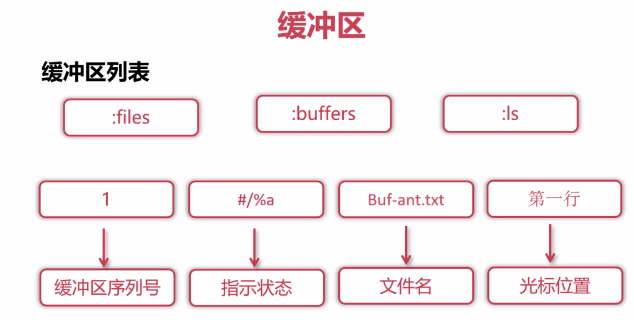 缓冲区
缓冲区列表
:files
:buffers
:ls
1
#/%a
Buf-ant.txt
第一行
缓冲区序列号
指示状态
文件名
光标位置